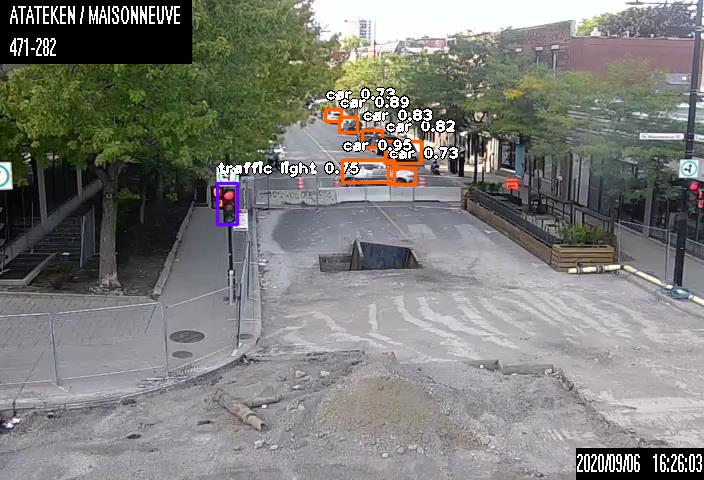 ATATEKEN / MAISONNEUVE
471-282
car 0.73
car 0.89
car 0.83
car 0.82
car 0.95
car 0.73
traffic light 0.75
2020/09/06 16:26:03